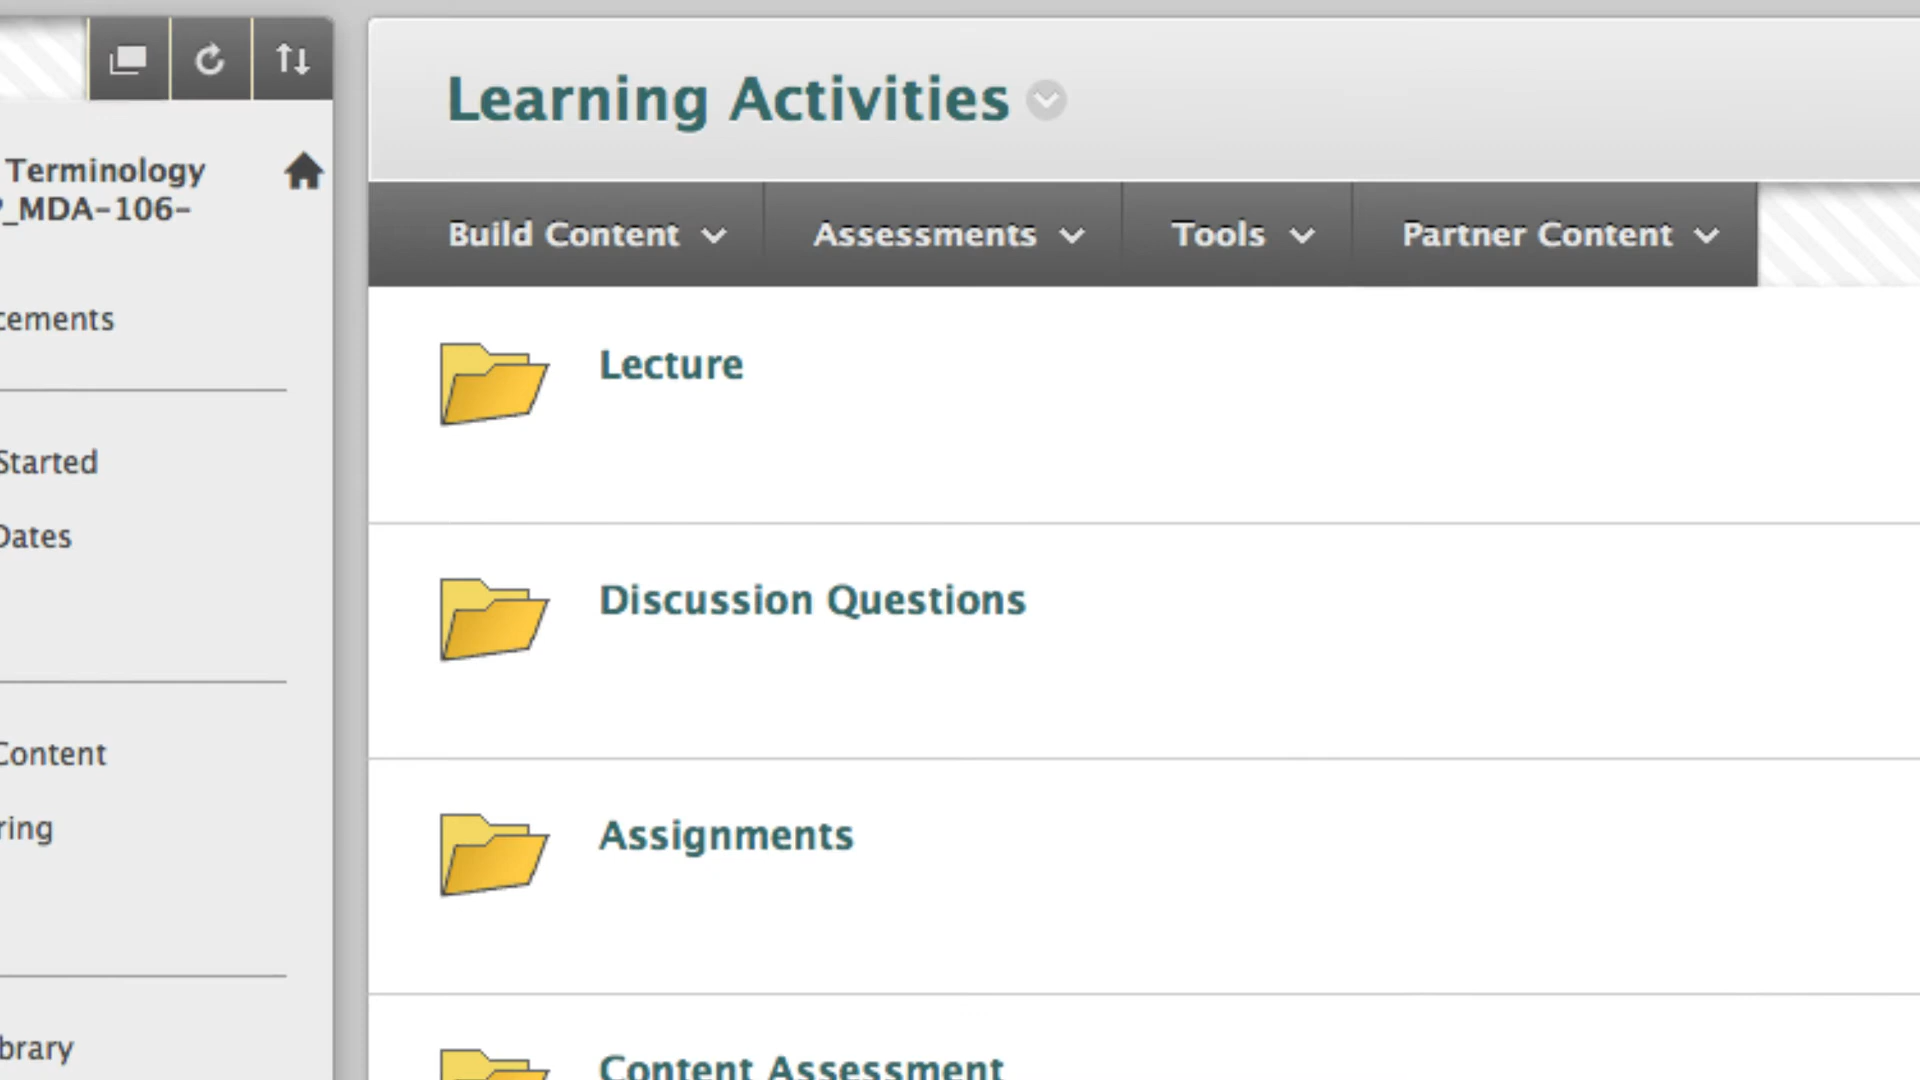 Terminology
_MDA-106-
cements
Started
Dates
Content
ring
brary
Learning Activities
Build Content
Assessments
Tools
Partner Content
Lecture
Discussion Questions
Assignments
Content Assessment